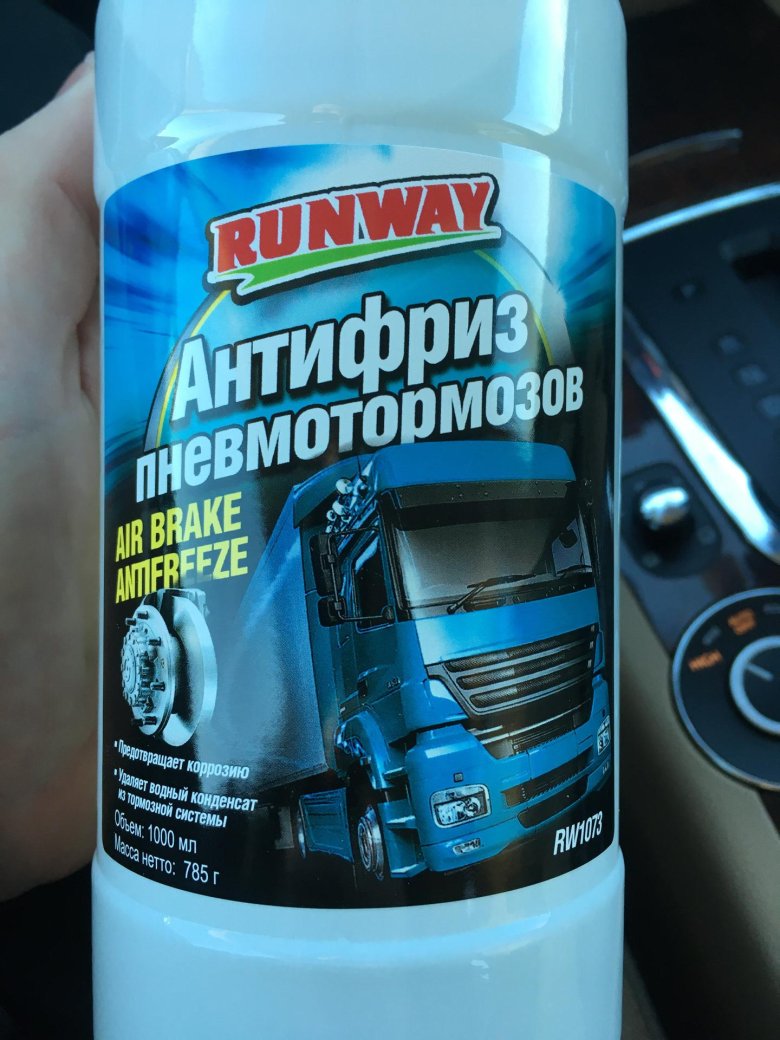 RUNWAY
Антифриз
пневмотормозов
AIR BRAKE
ANTIFREEZE
• Предотвращает коррозию
• Удаляет водный конденсат
из тормозной системы
Объем: 1000 мл
Масса нетто: 785 г
RW1073
HIGH